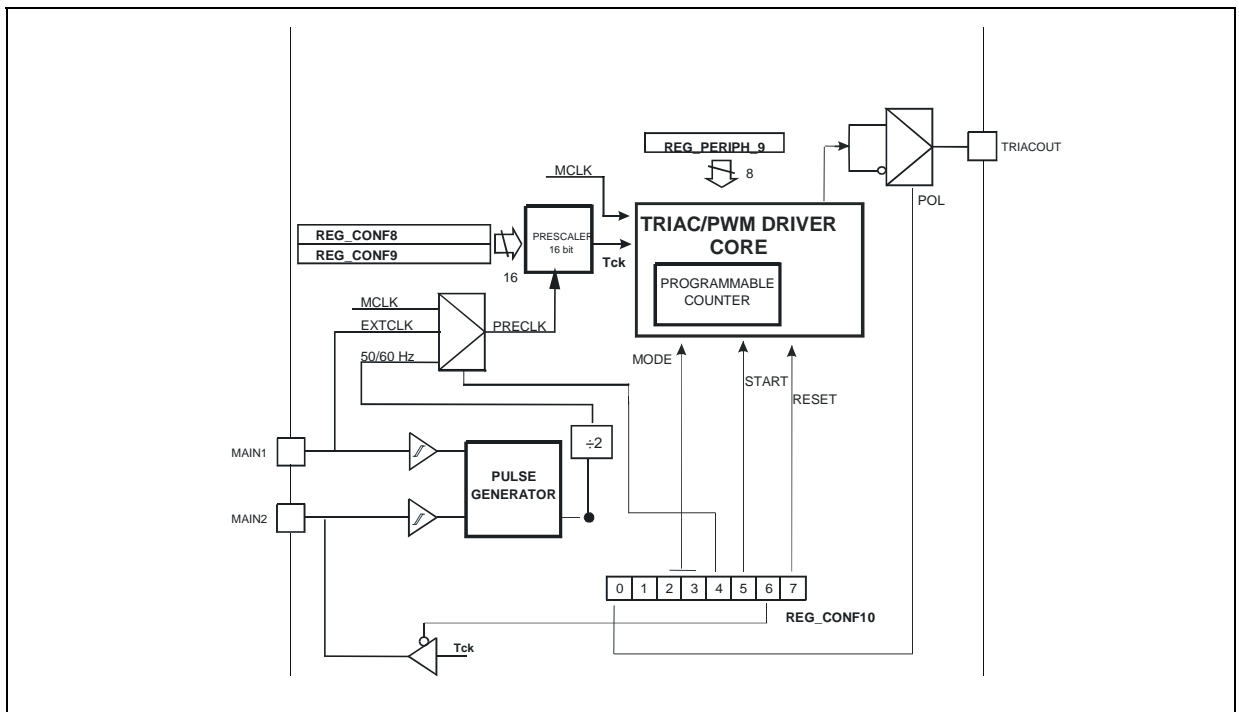 TRIACOUT
REG_PERIPH_9
8
MCLK
POL
TRIAC/PWM DRIVER
CORE
REG_CONF8
REG_CONF9
16
PRESCALER
16 bit
Tck
PROGRAMMABLE
COUNTER
MCLK
EXTCLK
PRECLK
50/60 Hz
MODE
START
RESET
÷2
MAIN1
PULSE
GENERATOR
MAIN2
0 1 2 3 4 5 6 7
REG_CONF10
Tck